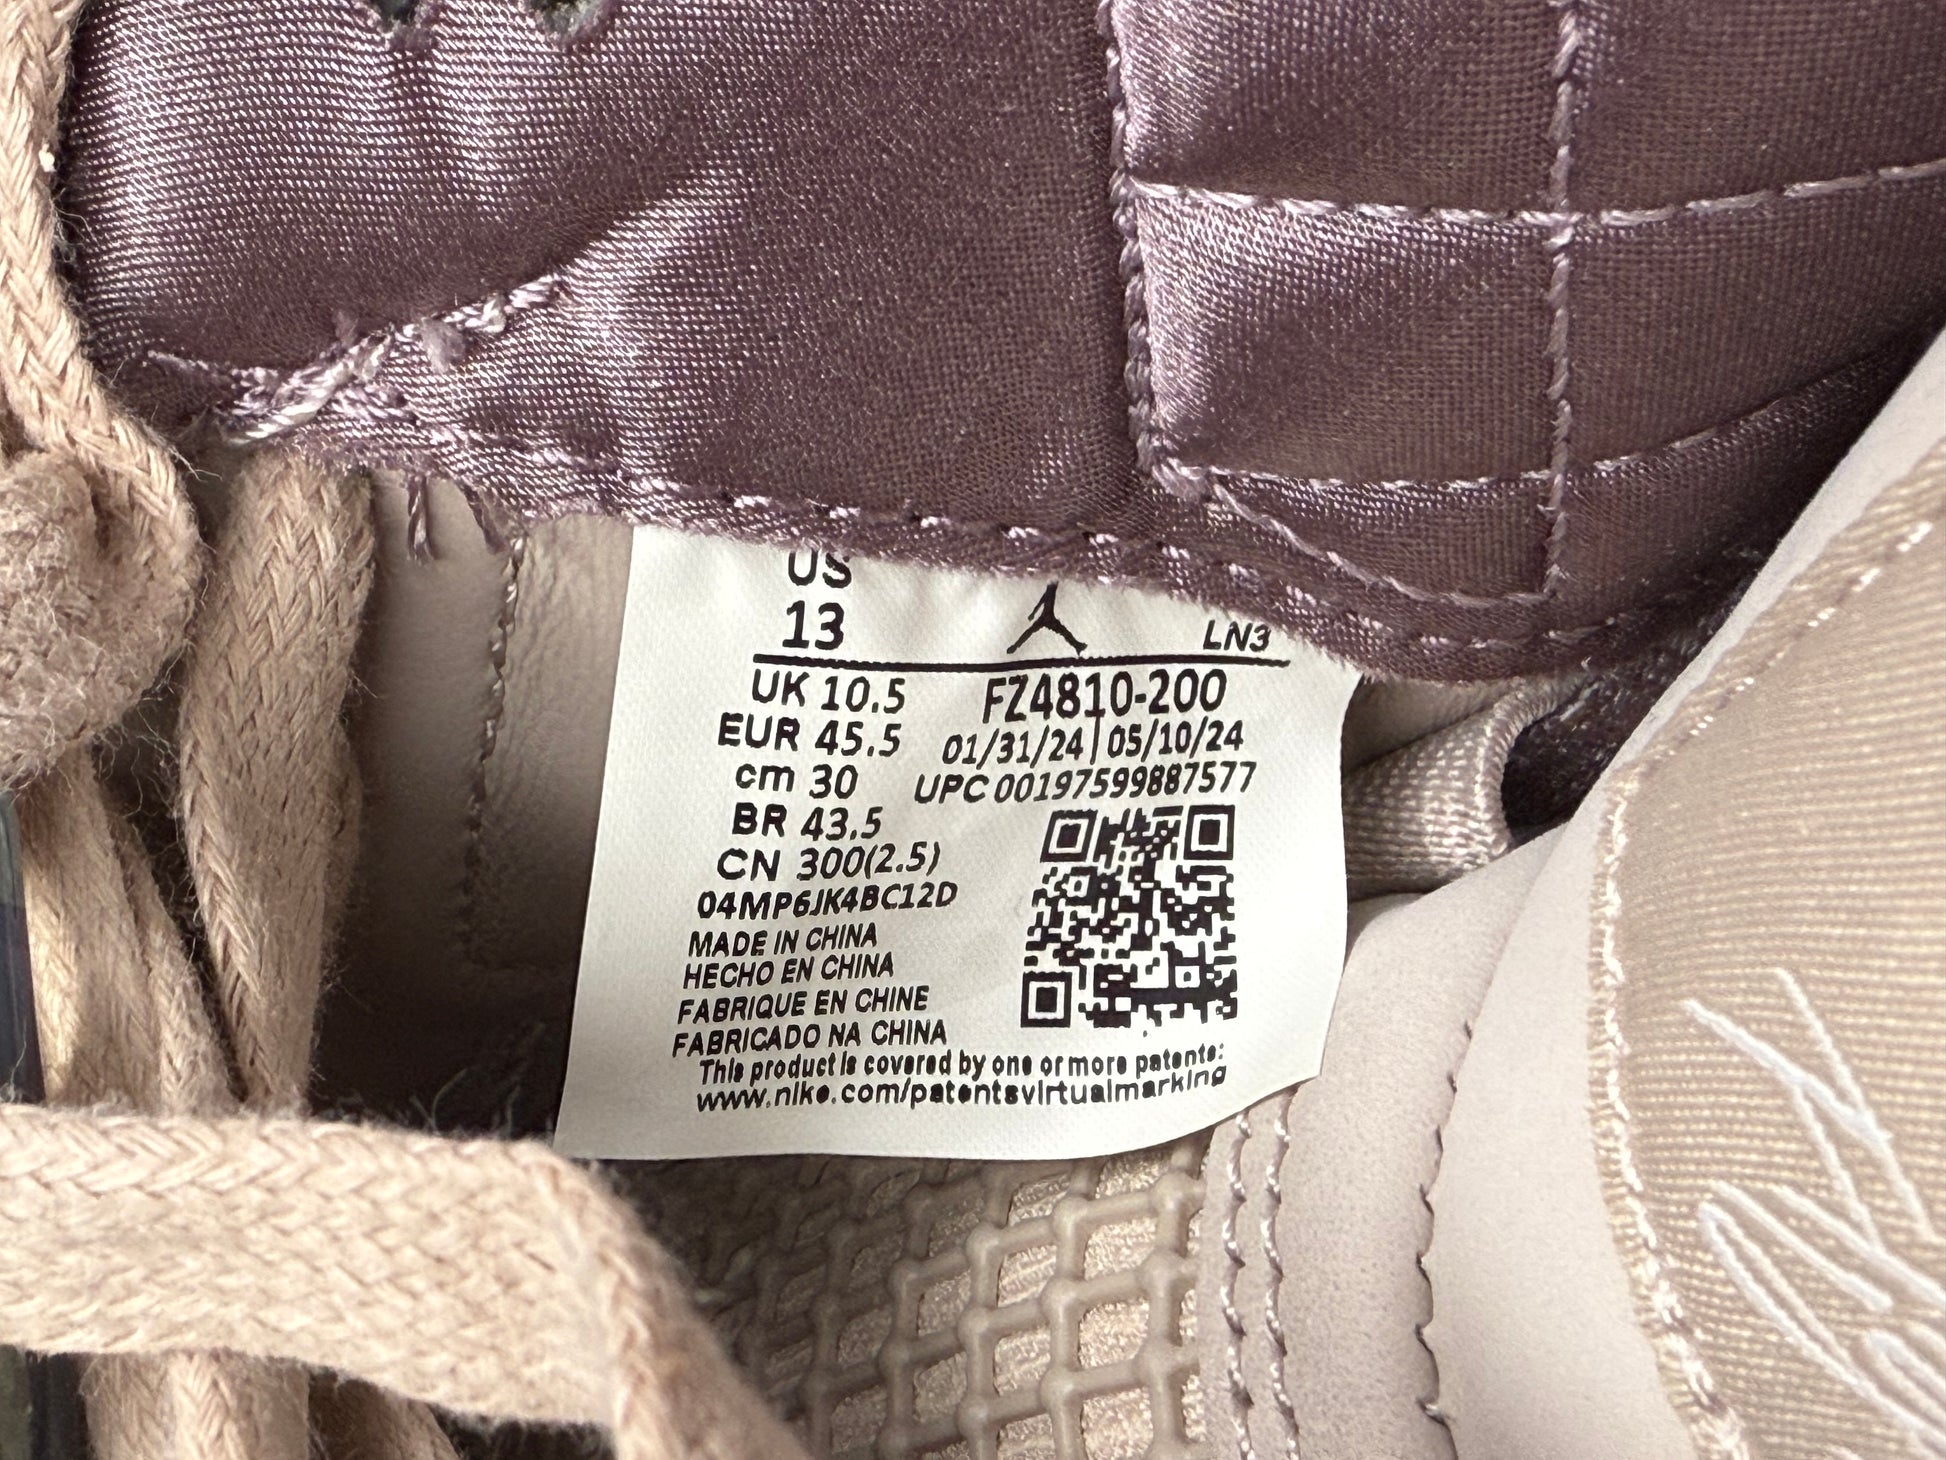 US
13
LN3
UK 10.5
FZ4810-200
EUR 45.5
01/31/24 | 05/10/24
cm 30
UPC 00197599887577
BR 43.5
CN 300(2.5)
04MP6JK4BC12D
MADE IN CHINA
HECHO EN CHINA
FABRIQUE EN CHINE
FABRICADO NA CHINA
This product is covered by one or more patents:
www.nike.com/patentsvirtualmarking